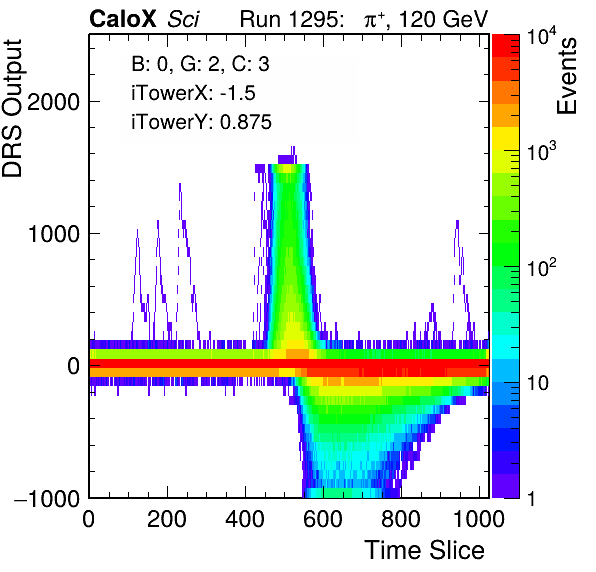 CaloX Sci Run 1295: π⁺, 120 GeV
B: 0, G: 2, C: 3
iTowerX: -1.5
iTowerY: 0.875
DRS Output
2000
1000
0
−1000
0 200 400 600 800 1000
Time Slice
Events
10⁴
10³
10²
10
1